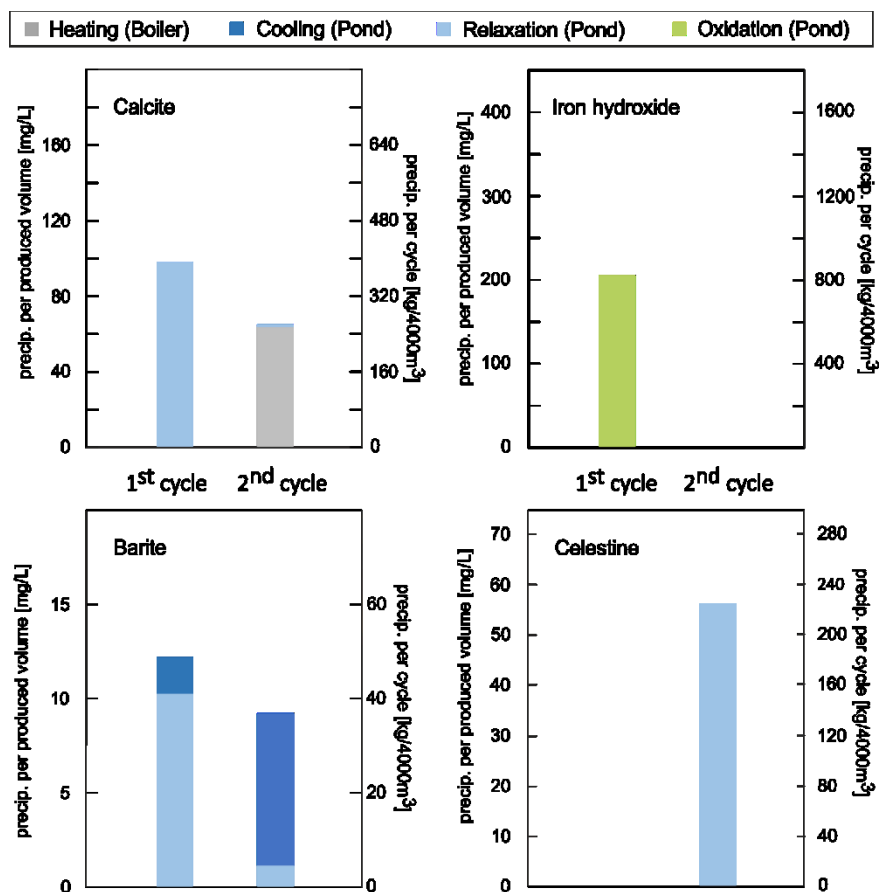 Heating (Boiler) Cooling (Pond) Relaxation (Pond) Oxidation (Pond)
Calcite
precip. per produced volume [mg/L]
160
120
80
40
0
640
480
320
160
0
precip. per cycle [kg/4000m³]
Iron hydroxide
precip. per produced volume [mg/L]
400
300
200
100
0
1600
1200
800
400
precip. per cycle [kg/4000m³]
1st cycle 2nd cycle
1st cycle 2nd cycle
Barite
precip. per produced volume [mg/L]
15
10
5
0
60
40
20
0
precip. per cycle [kg/4000m³]
Celestine
precip. per produced volume [mg/L]
70
60
50
40
30
20
10
0
280
240
220
160
120
80
40
precip. per cycle [kg/4000m³]